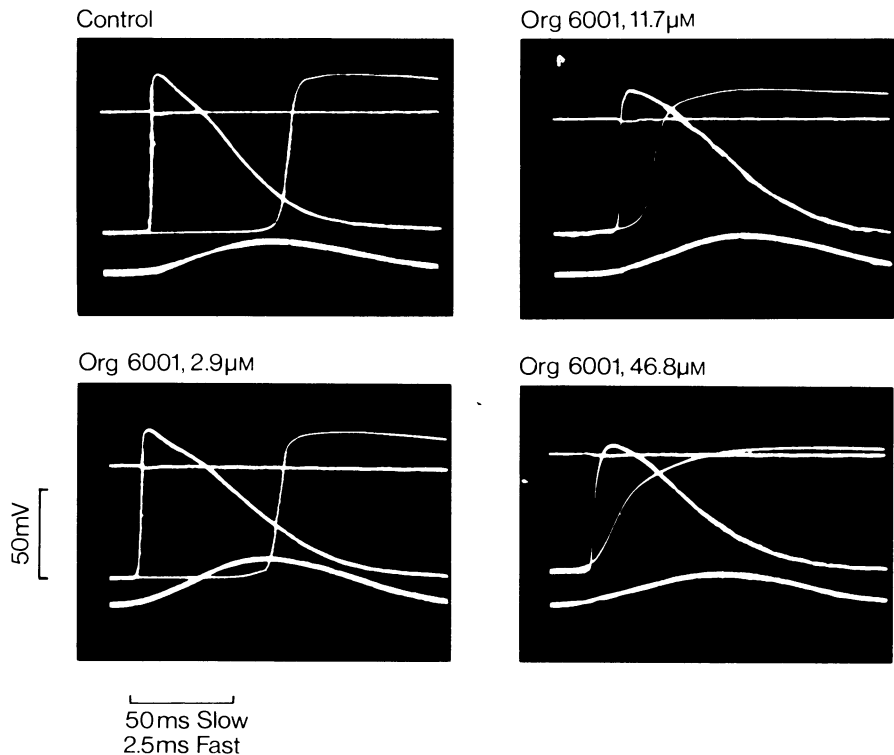 Control
Org 6001, 11.7µM
Org 6001, 2.9µM
Org 6001, 46.8µM
50mV
50ms Slow
2.5ms Fast